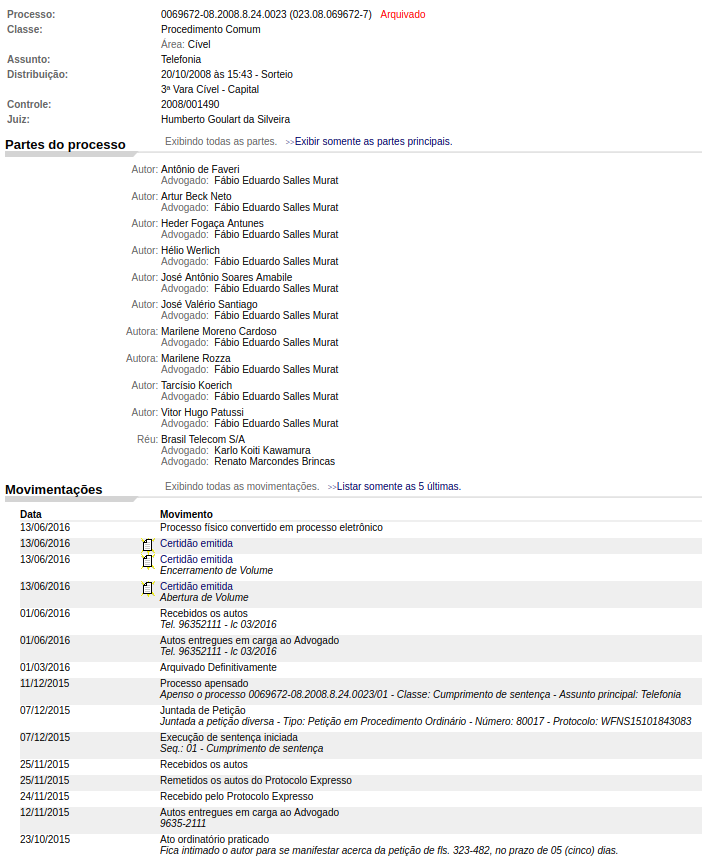 Processo: 0069672-08.2008.8.24.0023 (023.08.069672-7) Arquivado
Classe: Procedimento Comum
Área: Cível
Assunto: Telefonia
Distribuição: 20/10/2008 às 15:43 - Sorteio
3ª Vara Cível - Capital
Controle: 2008/001490
Juiz: Humberto Goulart da Silveira
Partes do processo Exibindo todas as partes. >>Exibir somente as partes principais.
Autor: Antônio de Faveri
Advogado: Fábio Eduardo Salles Murat
Autor: Artur Beck Neto
Advogado: Fábio Eduardo Salles Murat
Autor: Heder Fogaça Antunes
Advogado: Fábio Eduardo Salles Murat
Autor: Hélio Werlich
Advogado: Fábio Eduardo Salles Murat
Autor: José Antônio Soares Amabile
Advogado: Fábio Eduardo Salles Murat
Autor: José Valério Santiago
Advogado: Fábio Eduardo Salles Murat
Autora: Marilene Moreno Cardoso
Advogado: Fábio Eduardo Salles Murat
Autora: Marilene Rozza
Advogado: Fábio Eduardo Salles Murat
Autor: Tarcísio Koerich
Advogado: Fábio Eduardo Salles Murat
Autor: Vitor Hugo Patussi
Advogado: Fábio Eduardo Salles Murat
Réu: Brasil Telecom S/A
Advogado: Karlo Koiti Kawamura
Advogado: Renato Marcondes Brincas
Movimentações Exibindo todas as movimentações. >>Listar somente as 5 últimas.
Data Movimento
13/06/2016 Processo físico convertido em processo eletrônico
13/06/2016 Certidão emitida
13/06/2016 Certidão emitida
Encerramento de Volume
13/06/2016 Certidão emitida
Abertura de Volume
01/06/2016 Recebidos os autos
Tel. 96352111 - lc 03/2016
01/06/2016 Autos entregues em carga ao Advogado
Tel. 96352111 - lc 03/2016
01/03/2016 Arquivado Definitivamente
11/12/2015 Processo apensado
Apenso o processo 0069672-08.2008.8.24.0023/01 - Classe: Cumprimento de sentença - Assunto principal: Telefonia
07/12/2015 Juntada de Petição
Juntada a petição diversa - Tipo: Petição em Procedimento Ordinário - Número: 80017 - Protocolo: WFNS15101843083
07/12/2015 Execução de sentença iniciada
Seq.: 01 - Cumprimento de sentença
25/11/2015 Recebidos os autos
25/11/2015 Remetidos os autos do Protocolo Expresso
24/11/2015 Recebido pelo Protocolo Expresso
12/11/2015 Autos entregues em carga ao Advogado
9635-2111
23/10/2015 Ato ordinatório praticado
Fica intimado o autor para se manifestar acerca da petição de fls. 323-482, no prazo de 05 (cinco) dias.